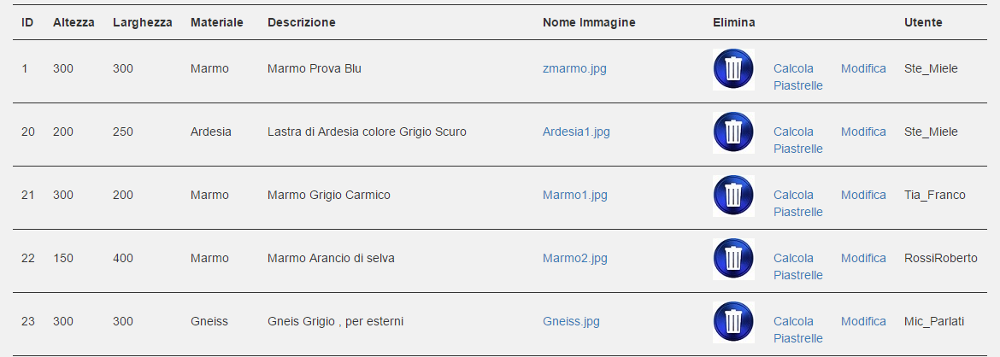 ID Altezza Larghezza Materiale Descrizione Nome Immagine Elimina Utente
1 300 300 Marmo Marmo Prova Blu zmarmo.jpg Calcola Modifica Ste_Miele
Piastrelle
20 200 250 Ardesia Lastra di Ardesia colore Grigio Scuro Ardesia1.jpg Calcola Modifica Ste_Miele
Piastrelle
21 300 200 Marmo Marmo Grigio Carmico Marmo1.jpg Calcola Modifica Tia_Franco
Piastrelle
22 150 400 Marmo Marmo Arancio di selva Marmo2.jpg Calcola Modifica RossiRoberto
Piastrelle
23 300 300 Gneiss Gneis Grigio , per esterni Gneiss.jpg Calcola Modifica Mic_Parlati
Piastrelle